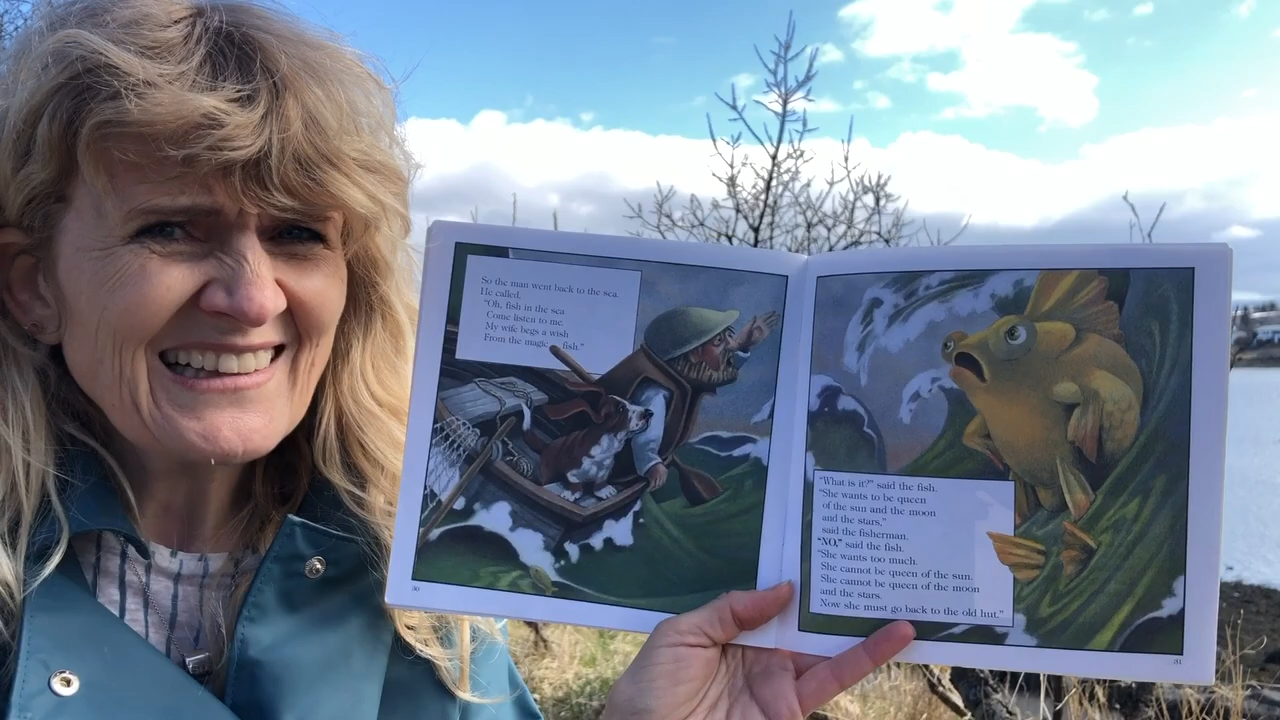 So the man went back to the sea.
He called,
"Oh, fish in the sea
Come listen to me.
My wife begs a wish
From the magic fish."
30
"What is it?" said the fish.
"She wants to be queen
of the sun and the moon
and the stars,"
said the fisherman.
"NO," said the fish.
"She wants too much.
She cannot be queen of the sun.
She cannot be queen of the moon
and the stars.
Now she must go back to the old hut."
31